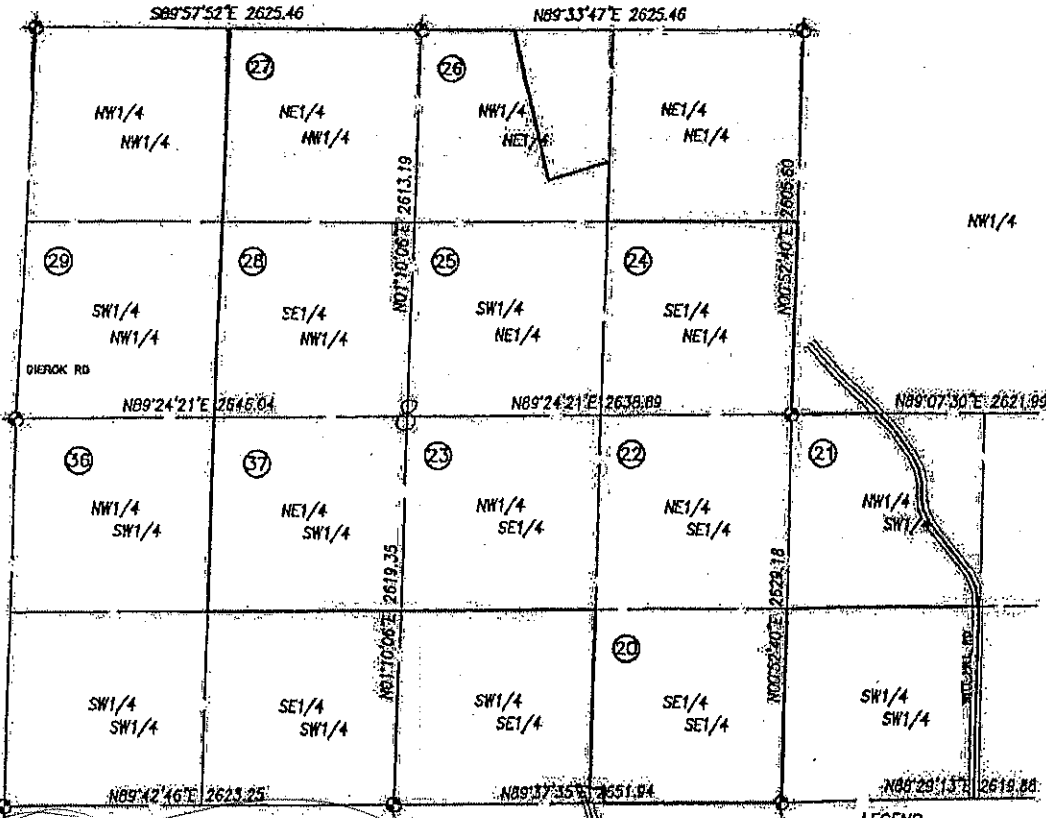 S89°57'52"E 2625.46
N89°33'47"E 2625.46
27
26
NW1/4
NW1/4
NE1/4
NW1/4
NW1/4
NE1/4
NE1/4
NE1/4
N01°10'06"E 2613.19
N00°52'40"E 2605.60
NW1/4
29
28
25
24
SW1/4
NW1/4
SE1/4
NW1/4
SW1/4
NE1/4
SE1/4
NE1/4
DIEROK RD
N89°24'21"E 2646.04
8
N89°24'21"E 2638.89
N89°07'30"E 2621.99
36
37
23
22
21
NW1/4
SW1/4
NE1/4
SW1/4
NW1/4
SE1/4
NE1/4
SE1/4
NW1/4
SW1/4
N01°10'06"E 2619.35
N00°52'40"E 2629.18
20
SW1/4
SW1/4
SE1/4
SW1/4
SW1/4
SE1/4
SE1/4
SE1/4
SW1/4
SW1/4
RD
N89°42'46"E 2623.25
N89°37'35"E 2651.94
N88°29'13"E 2619.88
LEGEND